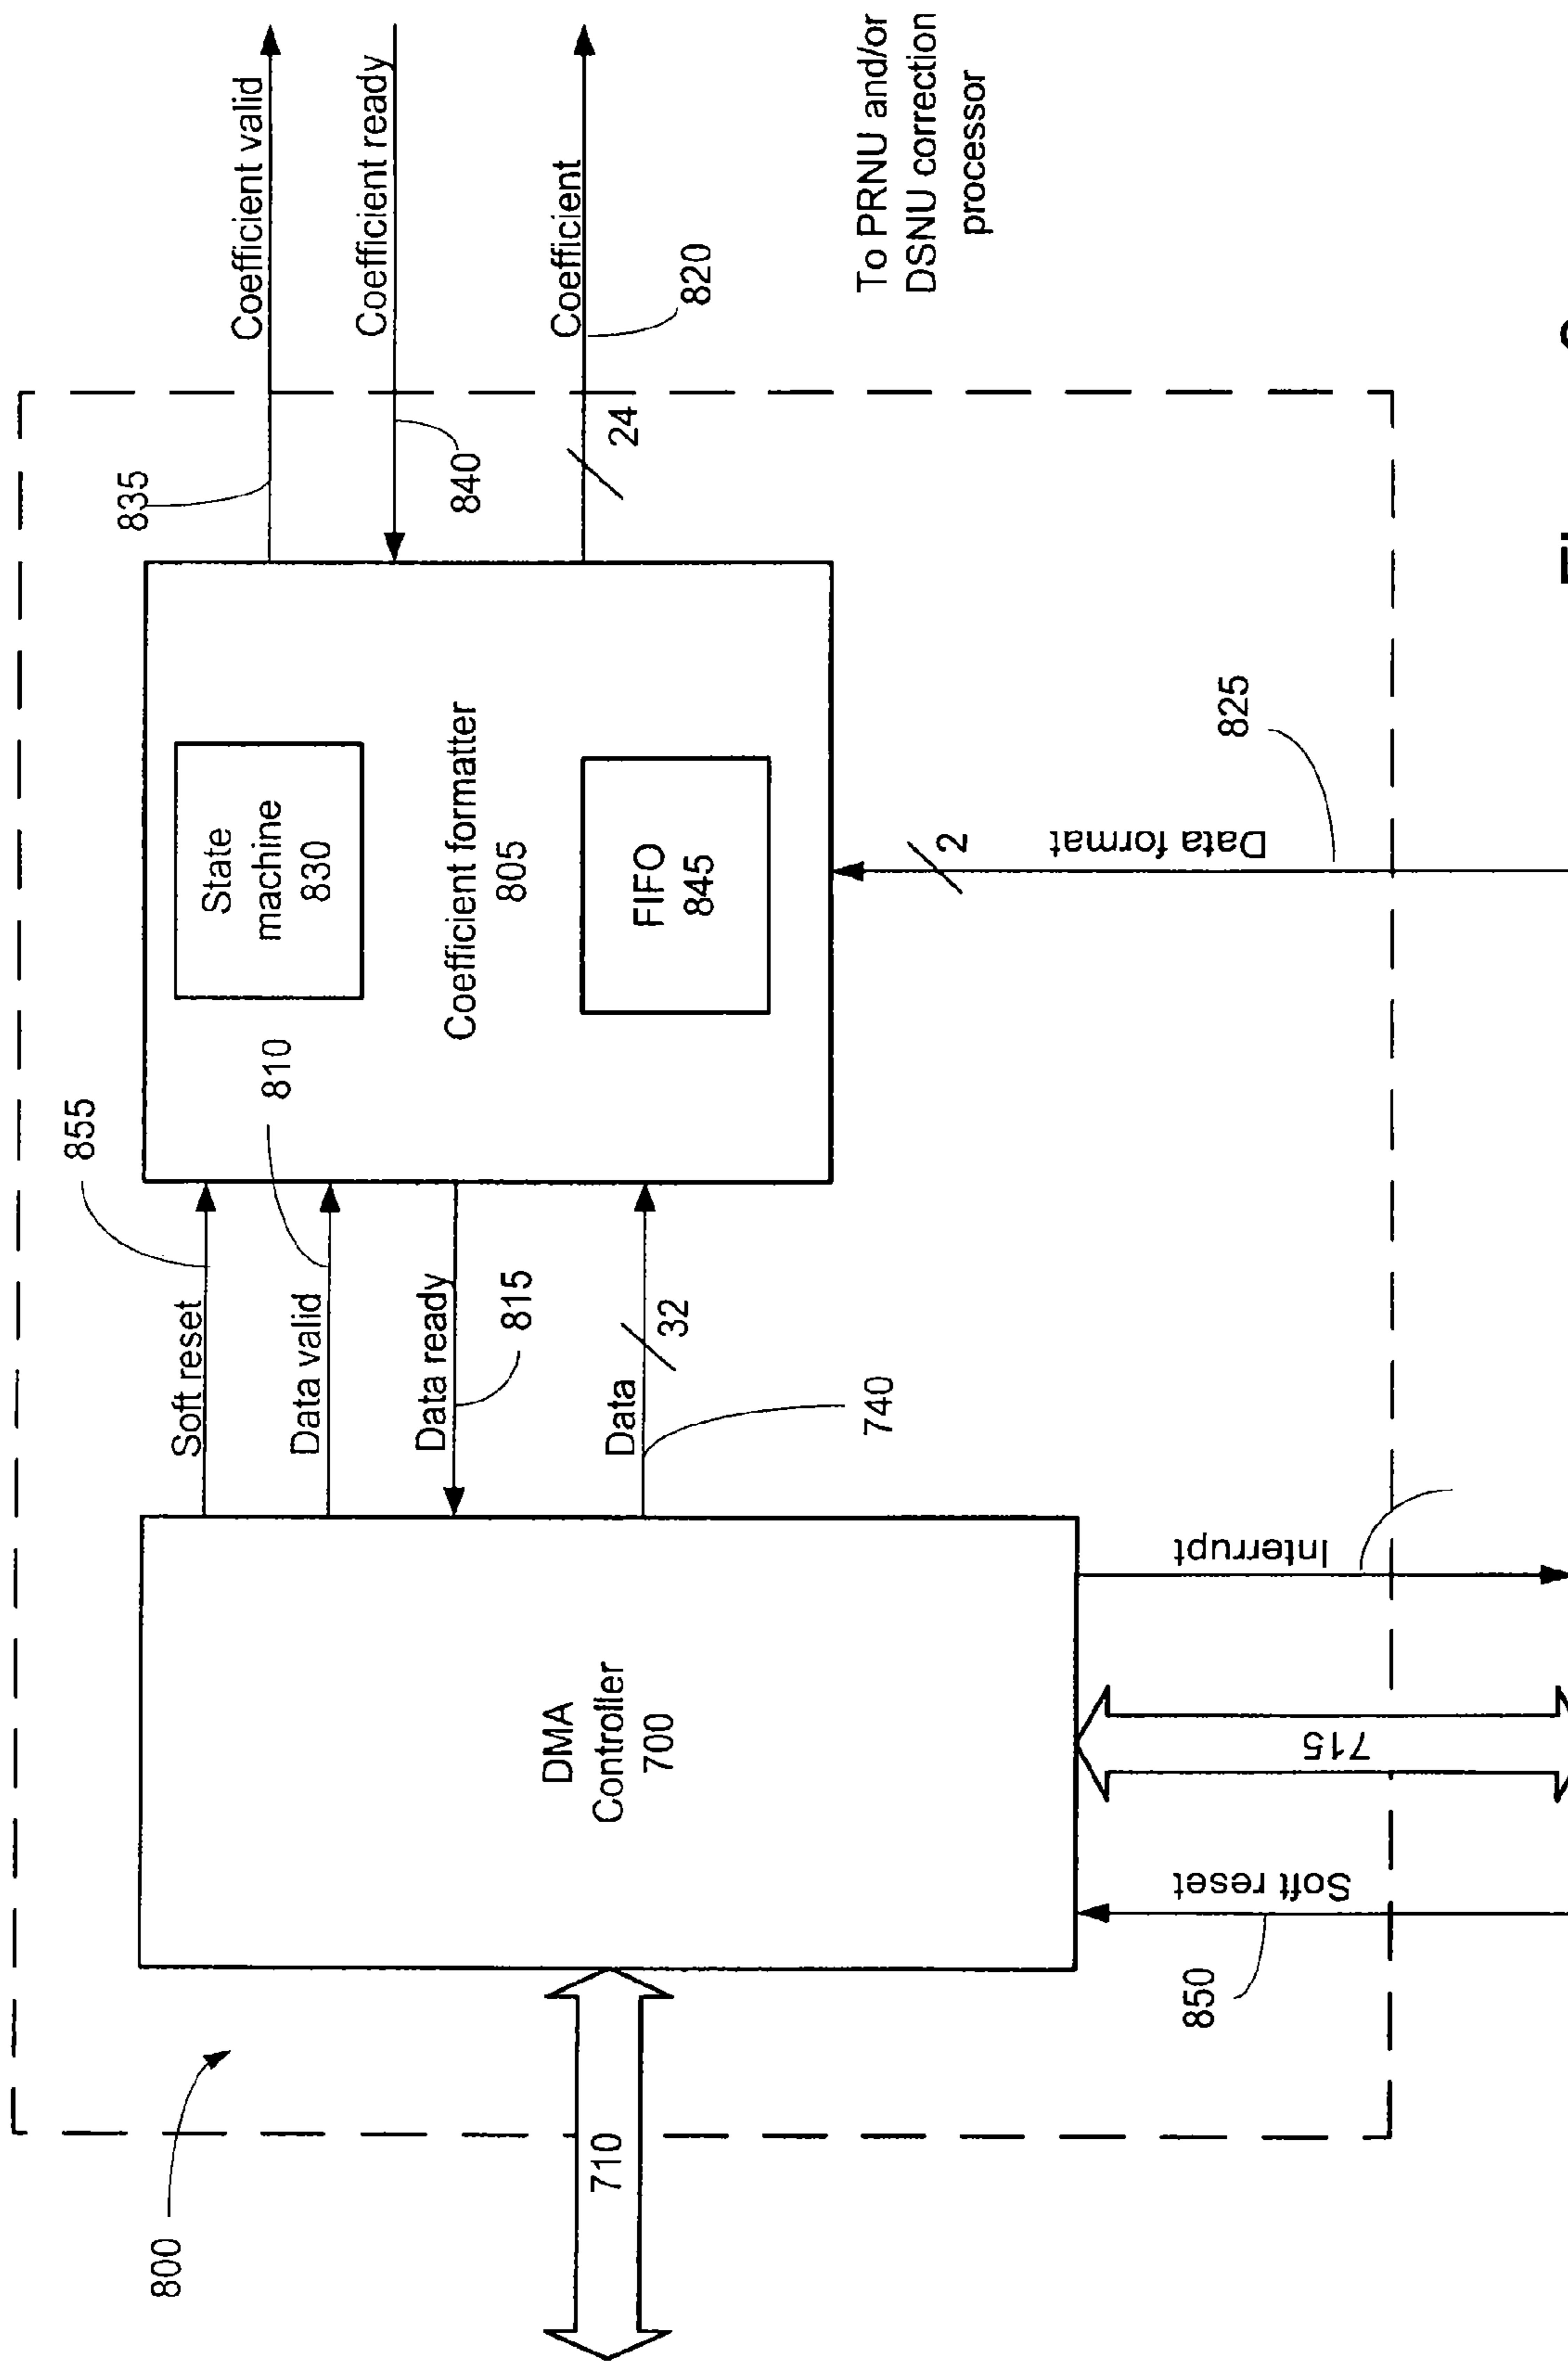 800
710
DMA
Controller
700
850
Soft reset
715
Interrupt
Soft reset
855
Data valid
810
Data ready
815
Data
32
740
State
machine
830
Coefficient formatter
805
FIFO
845
2
Data format
825
835
Coefficient valid
840
Coefficient ready
24
Coefficient
820
To PRNU and/or
DSNU correction
processor